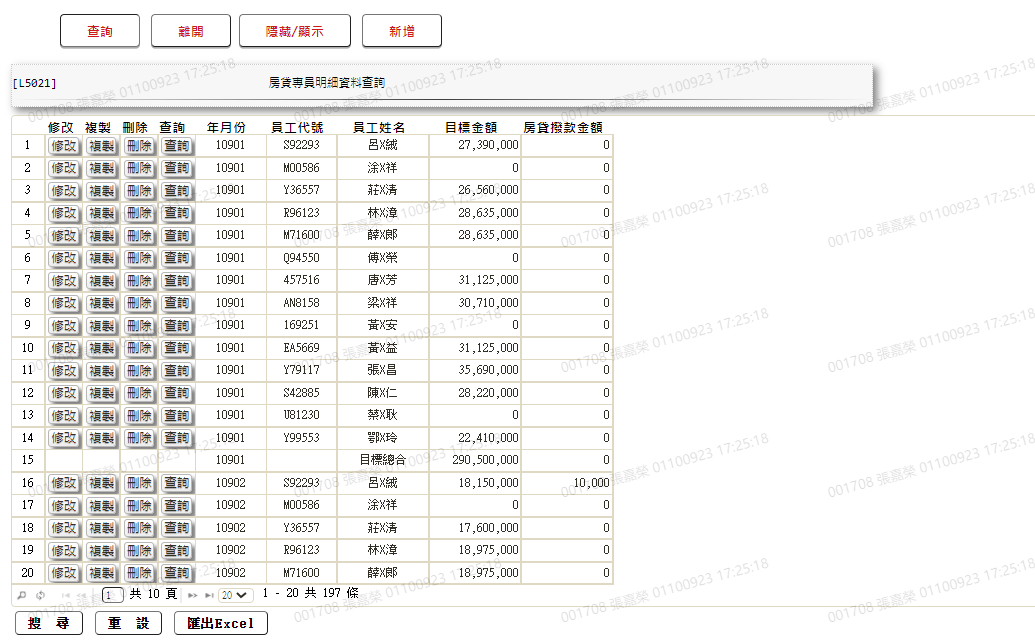 查詢 離開 隱藏/顯示 新增
[L5021] 房貸專員明細資料查詢
修改 複製 刪除 查詢 年月份 員工代號 員工姓名 目標金額 房貸撥款金額
1 修改 複製 刪除 查詢 10901 S92293 呂X絨 27,390,000 0
2 修改 複製 刪除 查詢 10901 M00586 涂X祥 0 0
3 修改 複製 刪除 查詢 10901 Y36557 莊X清 26,560,000 0
4 修改 複製 刪除 查詢 10901 R96123 林X漳 28,635,000 0
5 修改 複製 刪除 查詢 10901 M71600 薛X郎 28,635,000 0
6 修改 複製 刪除 查詢 10901 Q94550 傅X榮 0 0
7 修改 複製 刪除 查詢 10901 457516 唐X芳 31,125,000 0
8 修改 複製 刪除 查詢 10901 AN8158 梁X祥 30,710,000 0
9 修改 複製 刪除 查詢 10901 169251 黃X安 0 0
10 修改 複製 刪除 查詢 10901 EA5669 黃X益 31,125,000 0
11 修改 複製 刪除 查詢 10901 Y79117 張X昌 35,690,000 0
12 修改 複製 刪除 查詢 10901 S42885 陳X仁 28,220,000 0
13 修改 複製 刪除 查詢 10901 U81230 蔡X耿 0 0
14 修改 複製 刪除 查詢 10901 Y99553 鄂X玲 22,410,000 0
15 10901 目標總合 290,500,000 0
16 修改 複製 刪除 查詢 10902 S92293 呂X絨 18,150,000 10,000
17 修改 複製 刪除 查詢 10902 M00586 涂X祥 0 0
18 修改 複製 刪除 查詢 10902 Y36557 莊X清 17,600,000 0
19 修改 複製 刪除 查詢 10902 R96123 林X漳 18,975,000 0
20 修改 複製 刪除 查詢 10902 M71600 薛X郎 18,975,000 0
1 共 10 頁 20 1 - 20 共 197 條
搜 尋 重 設 匯出Excel
001708 張嘉榮 01100923 17:25:18